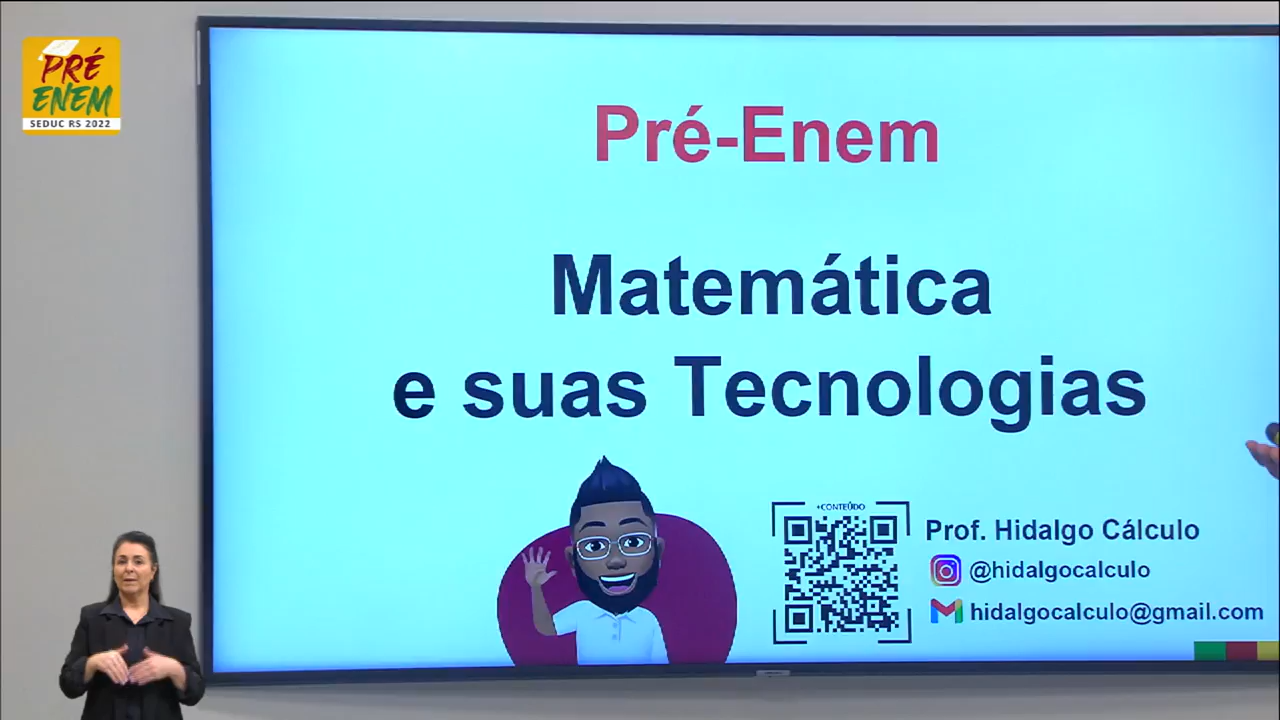 PRÉ
ENEM
SEDUC RS 2022
Pré-Enem
Matemática
e suas Tecnologias
+CONTEÚDO
Prof. Hidalgo Cálculo
@hidalgocalculo
hidalgocalculo@gmail.com